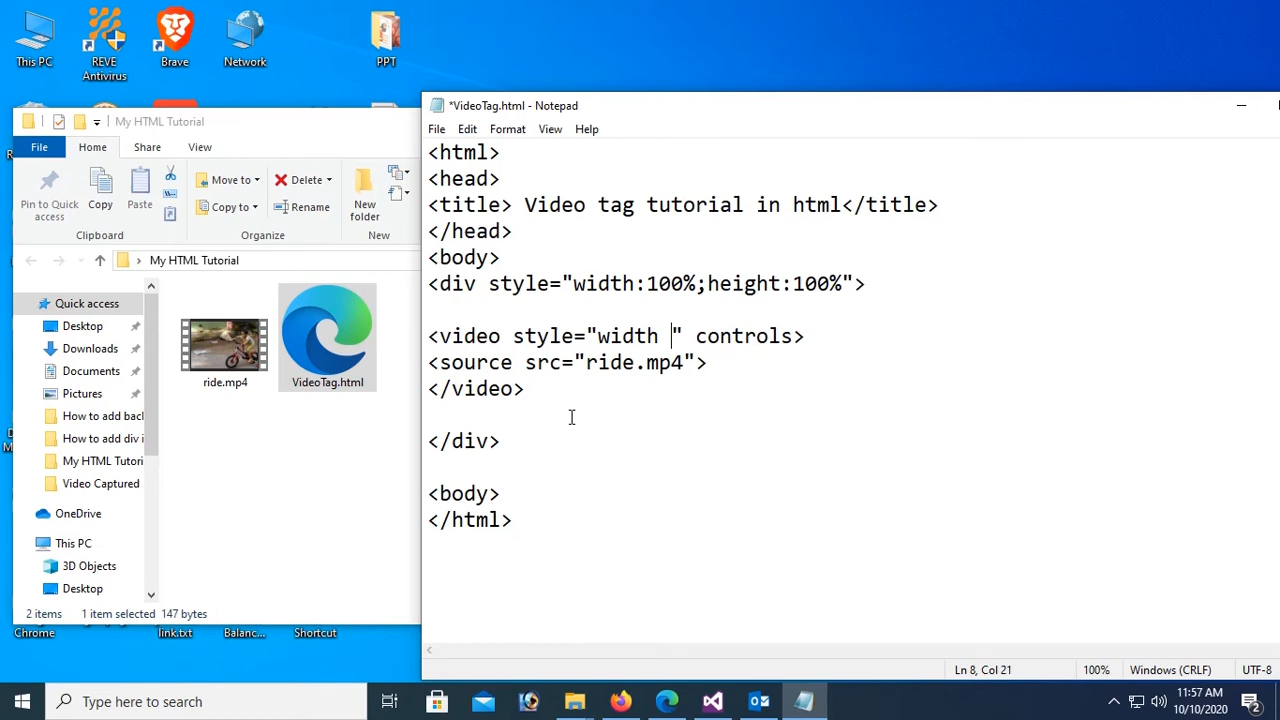 This PC
REVE
Antivirus
Brave
Network
PPT
My HTML Tutorial
File
Home
Share
View
Pin to Quick
access
Copy
Paste
Move to
Copy to
Delete
Rename
New
folder
Clipboard
Organize
New
My HTML Tutorial
Quick access
Desktop
Downloads
Documents
Pictures
How to add bac
How to add div i
My HTML Tutori
Video Captured
OneDrive
This PC
3D Objects
Desktop
ride.mp4
VideoTag.html
2 items
1 item selected
147 bytes
Chrome
link.txt
Balanc...
Shortcut
*VideoTag.html - Notepad
File
Edit
Format
View
Help
<html>
<head>
<title> Video tag tutorial in html</title>
</head>
<body>
<div style="width:100%;height:100%">
<video style="width " controls>
<source src="ride.mp4">
</video>
</div>
<body>
</html>
Ln 8, Col 21
100%
Windows (CRLF)
UTF-8
Type here to search
11:57 AM
10/10/2020
2